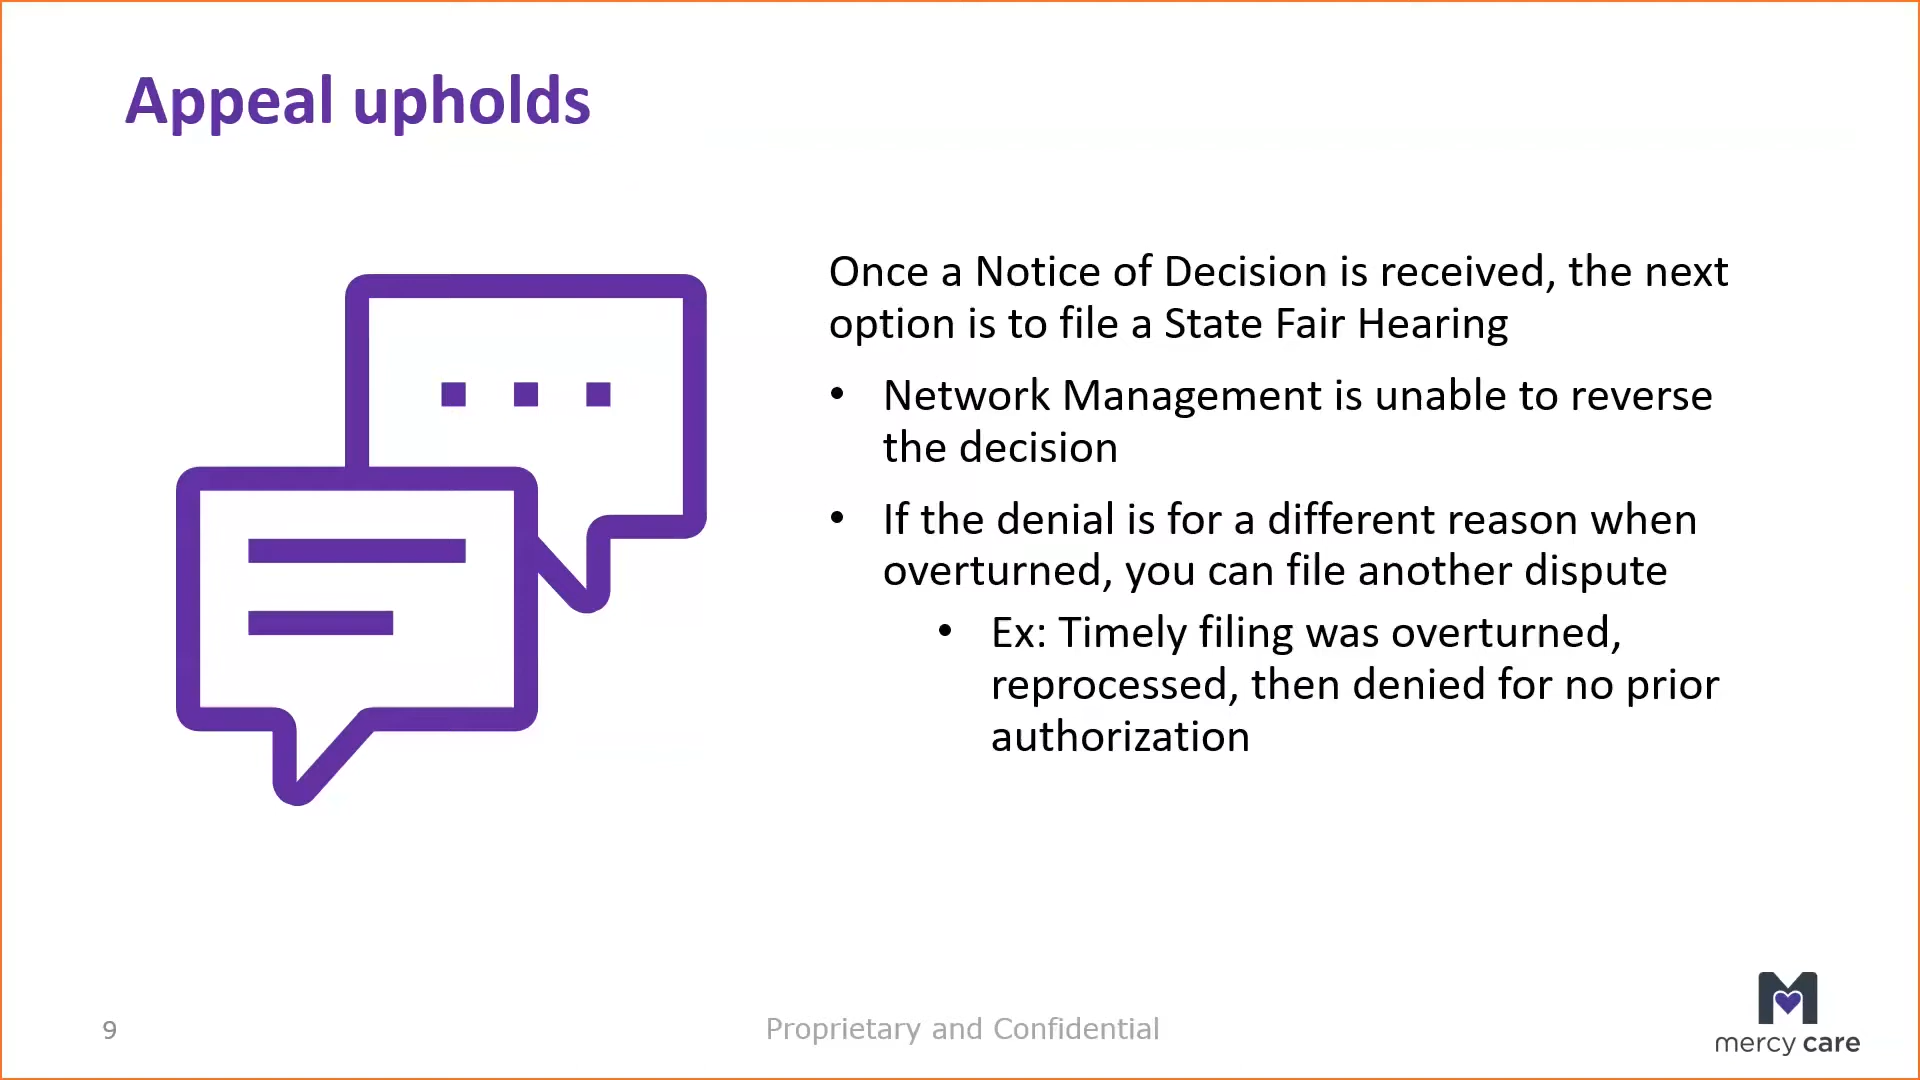 Appeal upholds
Once a Notice of Decision is received, the next
option is to file a State Fair Hearing
• Network Management is unable to reverse
the decision
• If the denial is for a different reason when
overturned, you can file another dispute
• Ex: Timely filing was overturned,
reprocessed, then denied for no prior
authorization
9
Proprietary and Confidential
mercy care